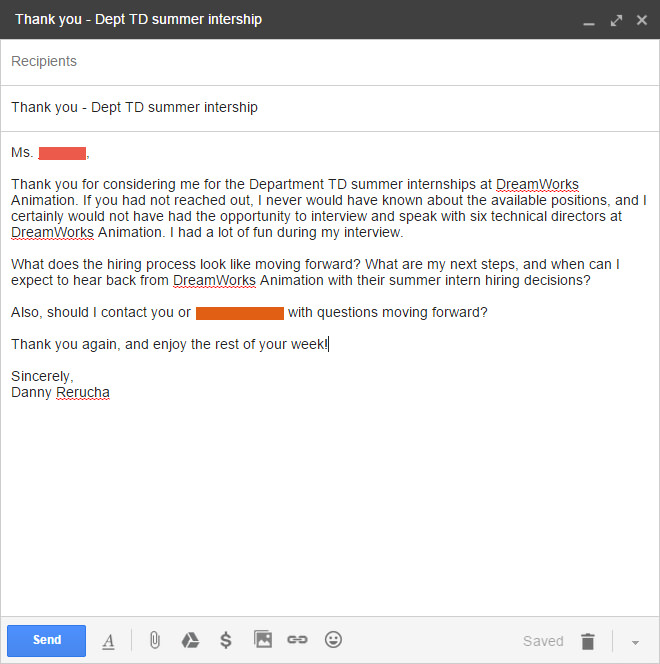 Thank you - Dept TD summer intership
Recipients
Thank you - Dept TD summer intership
Ms. ,
Thank you for considering me for the Department TD summer internships at DreamWorks
Animation. If you had not reached out, I never would have known about the available positions, and I
certainly would not have had the opportunity to interview and speak with six technical directors at
DreamWorks Animation. I had a lot of fun during my interview.
What does the hiring process look like moving forward? What are my next steps, and when can I
expect to hear back from DreamWorks Animation with their summer intern hiring decisions?
Also, should I contact you or with questions moving forward?
Thank you again, and enjoy the rest of your week!
Sincerely,
Danny Rerucha
Send A $ Saved